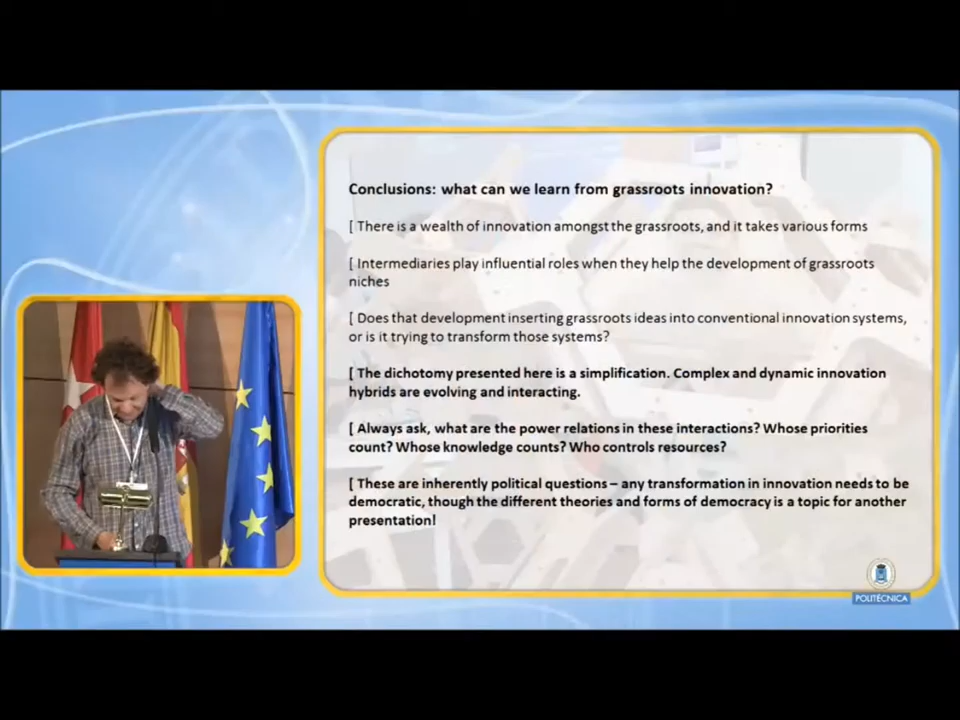 Conclusions: what can we learn from grassroots innovation?
[ There is a wealth of innovation amongst the grassroots, and it takes various forms
[ Intermediaries play influential roles when they help the development of grassroots
niches
[ Does that development inserting grassroots ideas into conventional innovation systems,
or is it trying to transform those systems?
[ The dichotomy presented here is a simplification. Complex and dynamic innovation
hybrids are evolving and interacting.
[ Always ask, what are the power relations in these interactions? Whose priorities
count? Whose knowledge counts? Who controls resources?
[ These are inherently political questions – any transformation in innovation needs to be
democratic, though the different theories and forms of democracy is a topic for another
presentation!
POLITÉCNICA